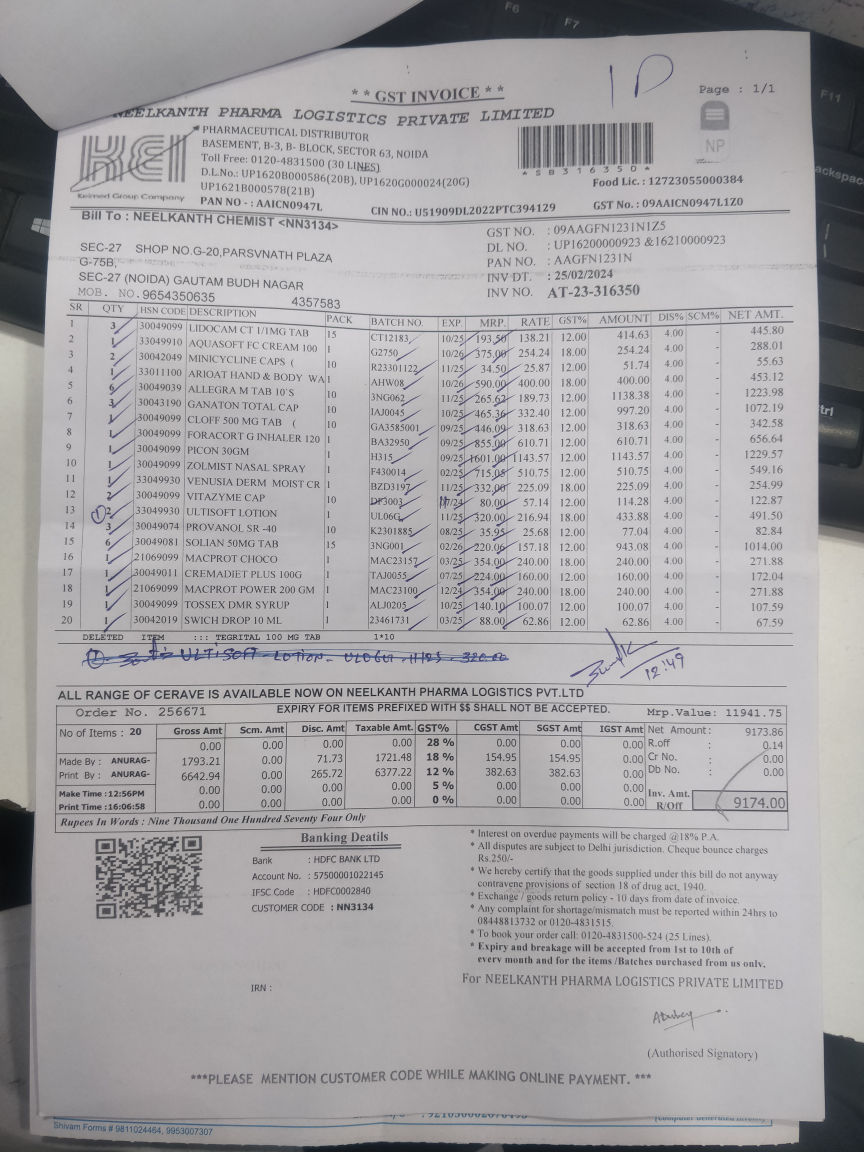 F6
F7
F11
ackspac
trl
1D
Page : 1/1
* * GST INVOICE * *
NEELKANTH PHARMA LOGISTICS PRIVATE LIMITED
KEI
Keimed Group Company
PHARMACEUTICAL DISTRIBUTOR
BASEMENT, B-3, B- BLOCK, SECTOR 63, NOIDA
Toll Free: 0120-4831500 (30 LINES)
D.L.No.: UP1620B000586(20B), UP1620G000024(20G)
UP1621B000578(21B)
PAN NO - : AAICN0947L
CIN NO.: U51909DL2022PTC394129
* S B 3 1 6 3 5 0 *
NP
Food Lic. : 12723055000384
GST No. : 09AAICN0947L1Z0
Bill To : NEELKANTH CHEMIST <NN3134>
SEC-27 SHOP NO.G-20,PARSVNATH PLAZA
G-75B,
SEC-27 (NOIDA) GAUTAM BUDH NAGAR
MOB. NO.9654350635 4357583
GST NO. : 09AAGFN1231N1Z5
DL NO. : UP16200000923 &16210000923
PAN NO. : AAGFN1231N
INV DT. : 25/02/2024
INV NO. AT-23-316350
SR QTY HSN CODE DESCRIPTION PACK BATCH NO. EXP. MRP. RATE GST% AMOUNT DIS% SCM% NET AMT.
1 3 30049099 LIDOCAM CT 1/1MG TAB 15 CT12183 10/25 193.50 138.21 12.00 414.63 4.00 - 445.80
2 1 33049910 AQUASOFT FC CREAM 100 1 G2750 10/26 375.00 254.24 18.00 254.24 4.00 - 288.01
3 2 30042049 MINICYCLINE CAPS ( 10 R23301122 11/25 34.50 25.87 12.00 51.74 4.00 - 55.63
4 1 33011100 ARIOAT HAND & BODY WA 1 AHW08 10/26 590.00 400.00 18.00 400.00 4.00 - 453.12
5 6 30049039 ALLEGRA M TAB 10'S 10 3NG062 11/25 265.62 189.73 12.00 1138.38 4.00 - 1223.98
6 3 30043190 GANATON TOTAL CAP 10 IAJ0045 10/25 465.36 332.40 12.00 997.20 4.00 - 1072.19
7 1 30049099 CLOFF 500 MG TAB ( 10 GA3585001 09/25 446.09 318.63 12.00 318.63 4.00 - 342.58
8 1 30049099 FORACORT G INHALER 120 1 BA32950 09/25 855.00 610.71 12.00 610.71 4.00 - 656.64
9 1 30049099 PICON 30GM 1 H315 09/25 1601.00 1143.57 12.00 1143.57 4.00 - 1229.57
10 1 30049099 ZOLMIST NASAL SPRAY 1 F430014 02/25 715.05 510.75 12.00 510.75 4.00 - 549.16
11 1 33049930 VENUSIA DERM MOIST CR 1 BZD3197 11/25 332.00 225.09 18.00 225.09 4.00 - 254.99
12 2 30049099 VITAZYME CAP 10 DF3003 11/24 80.00 57.14 12.00 114.28 4.00 - 122.87
13 1 2 33049930 ULTISOFT LOTION 1 UL06G 11/25 320.00 216.94 18.00 433.88 4.00 - 491.50
14 3 30049074 PROVANOL SR -40 10 K2301885 08/25 35.95 25.68 12.00 77.04 4.00 - 82.84
15 6 30049081 SOLIAN 50MG TAB 15 3NG001 02/26 220.06 157.18 12.00 943.08 4.00 - 1014.00
16 1 21069099 MACPROT CHOCO 1 MAC23157 03/25 354.00 240.00 18.00 240.00 4.00 - 271.88
17 1 30049011 CREMADIET PLUS 100G 1 TAJ0055 07/25 224.00 160.00 12.00 160.00 4.00 - 172.04
18 1 21069099 MACPROT POWER 200 GM 1 MAC23100 12/24 354.00 240.00 18.00 240.00 4.00 - 271.88
19 1 30049099 TOSSEX DMR SYRUP 1 ALJ0205 10/25 140.10 100.07 12.00 100.07 4.00 - 107.59
20 1 30042019 SWICH DROP 10 ML 1 23461731 03/25 88.00 62.86 12.00 62.86 4.00 - 67.59
DELETED ITEM ::: TEGRITAL 100 MG TAB 1*10
ULTISOFT - LOTION - 11/25 - 320.00
12:49
ALL RANGE OF CERAVE IS AVAILABLE NOW ON NEELKANTH PHARMA LOGISTICS PVT.LTD
Order No. 256671 EXPIRY FOR ITEMS PREFIXED WITH $$ SHALL NOT BE ACCEPTED. Mrp.Value: 11941.75
No of Items : 20 Gross Amt Scm. Amt Disc. Amt Taxable Amt. GST% CGST Amt SGST Amt IGST Amt Net Amount: 9173.86
0.00 0.00 0.00 0.00 28 % 0.00 0.00 0.00 R.off : 0.14
Made By : ANURAG- 1793.21 0.00 71.73 1721.48 18 % 154.95 154.95 0.00 Cr No. : 0.00
Print By : ANURAG- 6642.94 0.00 265.72 6377.22 12 % 382.63 382.63 0.00 Db No. : 0.00
Make Time :12:56PM 0.00 0.00 0.00 0.00 5 % 0.00 0.00 0.00
Print Time :16:06:58 0.00 0.00 0.00 0.00 0 % 0.00 0.00 0.00
Inv. Amt. R/Off 9174.00
Rupees In Words : Nine Thousand One Hundred Seventy Four Only
Banking Deatils
Bank : HDFC BANK LTD
Account No. : 57500001022145
IFSC Code : HDFC0002840
CUSTOMER CODE : NN3134
* Interest on overdue payments will be charged @18% P.A.
* All disputes are subject to Delhi jurisdiction. Cheque bounce charges
Rs.250/-
* We hereby certify that the goods supplied under this bill do not anyway
contravene provisions of section 18 of drug act, 1940.
* Exchange / goods return policy - 10 days from date of invoice.
* Any complaint for shortage/mismatch must be reported within 24hrs to
08448813732 or 0120-4831515.
* To book your order call: 0120-4831500-524 (25 Lines).
* Expiry and breakage will be accepted from 1st to 10th of
every month and for the items /Batches purchased from us only.
For NEELKANTH PHARMA LOGISTICS PRIVATE LIMITED
IRN :
(Authorised Signatory)
***PLEASE MENTION CUSTOMER CODE WHILE MAKING ONLINE PAYMENT. ***
Shivam Forms # 9811024464, 9953007307